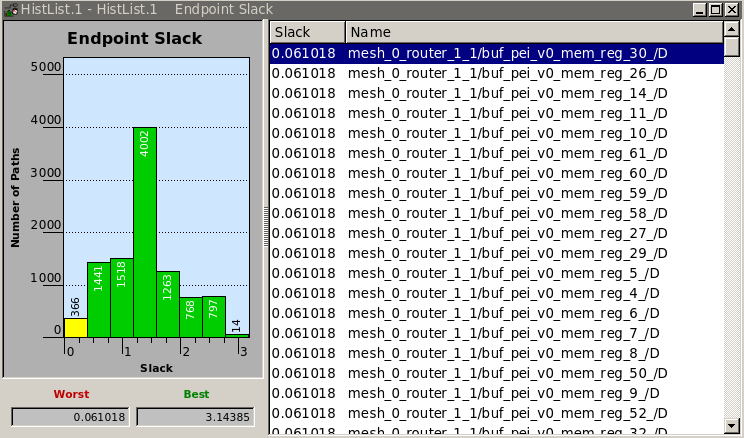 HistList.1 - HistList.1 Endpoint Slack
Endpoint Slack
Number of Paths
5000
4000
3000
2000
1000
0
366
1441
1518
4002
1263
768
797
14
0 1 2 3
Slack
Worst Best
0.061018 3.14385
Slack Name
0.061018 mesh_0_router_1_1/buf_pei_v0_mem_reg_30_/D
0.061018 mesh_0_router_1_1/buf_pei_v0_mem_reg_26_/D
0.061018 mesh_0_router_1_1/buf_pei_v0_mem_reg_14_/D
0.061018 mesh_0_router_1_1/buf_pei_v0_mem_reg_11_/D
0.061018 mesh_0_router_1_1/buf_pei_v0_mem_reg_10_/D
0.061018 mesh_0_router_1_1/buf_pei_v0_mem_reg_61_/D
0.061018 mesh_0_router_1_1/buf_pei_v0_mem_reg_60_/D
0.061018 mesh_0_router_1_1/buf_pei_v0_mem_reg_59_/D
0.061018 mesh_0_router_1_1/buf_pei_v0_mem_reg_58_/D
0.061018 mesh_0_router_1_1/buf_pei_v0_mem_reg_27_/D
0.061018 mesh_0_router_1_1/buf_pei_v0_mem_reg_29_/D
0.061018 mesh_0_router_1_1/buf_pei_v0_mem_reg_5_/D
0.061018 mesh_0_router_1_1/buf_pei_v0_mem_reg_4_/D
0.061018 mesh_0_router_1_1/buf_pei_v0_mem_reg_6_/D
0.061018 mesh_0_router_1_1/buf_pei_v0_mem_reg_7_/D
0.061018 mesh_0_router_1_1/buf_pei_v0_mem_reg_8_/D
0.061018 mesh_0_router_1_1/buf_pei_v0_mem_reg_50_/D
0.061018 mesh_0_router_1_1/buf_pei_v0_mem_reg_9_/D
0.061018 mesh_0_router_1_1/buf_pei_v0_mem_reg_52_/D
0.061018 mesh_0_router_1_1/buf_pei_v0_mem_reg_32_/D